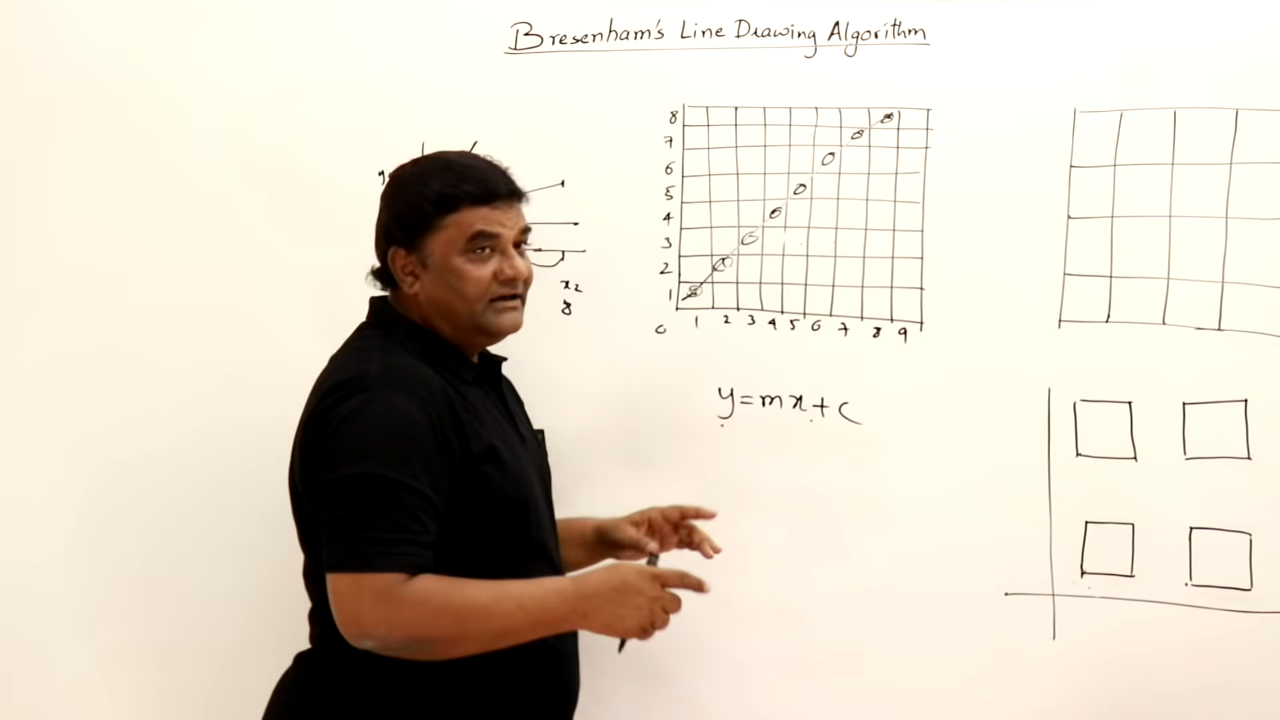 Bresenham's Line Drawing Algorithm
y
x2
8
8
7
6
5
4
3
2
1
0 1 2 3 4 5 6 7 8 9
y=mx+c